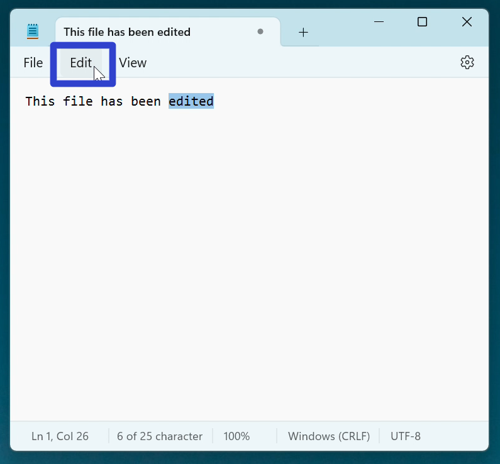 This file has been edited
File Edit View
This file has been edited
Ln 1, Col 26 6 of 25 character 100% Windows (CRLF) UTF-8